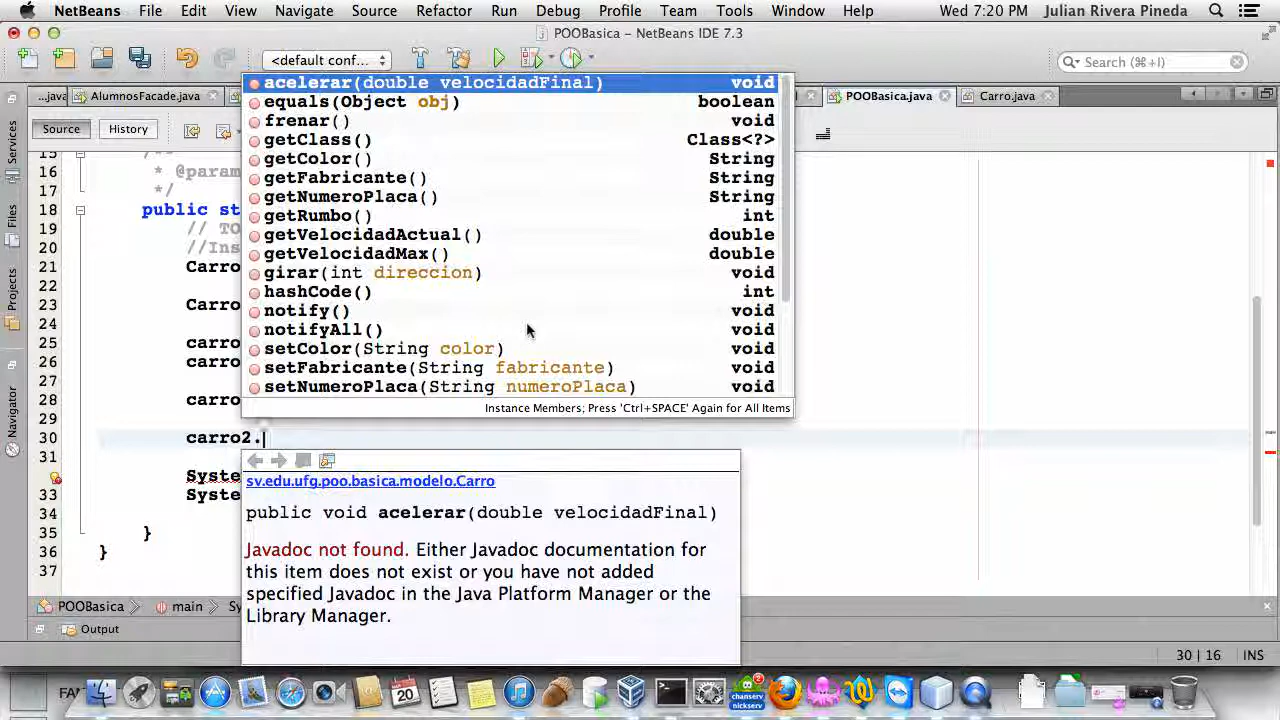 NetBeans File Edit View Navigate Source Refactor Run Debug Profile Team Tools Window Help Wed 7:20 PM Julian Rivera Pineda
POOBasica – NetBeans IDE 7.3
<default conf...
Search (⌘+I)
...java AlumnosFacade.java POOBasica.java Carro.java
Source History
Services
Files
Projects
Navigator
acelerar(double velocidadFinal) void
equals(Object obj) boolean
frenar() void
getClass() Class<?>
getColor() String
getFabricante() String
getNumeroPlaca() String
getRumbo() int
getVelocidadActual() double
getVelocidadMax() double
girar(int direccion) void
hashCode() int
notify() void
notifyAll() void
setColor(String color) void
setFabricante(String fabricante) void
setNumeroPlaca(String numeroPlaca) void
Instance Members; Press 'Ctrl+SPACE' Again for All Items
15 /**
16 * @param
17 */
18 public st
19 // TO
20 //Ins
21 Carro
23 Carro
24
25 carro
26 carro
27
28 carro
29
30 carro2.
31
Syste
33 Syste
34
35 }
36 }
37
sv.edu.ufg.poo.basica.modelo.Carro
public void acelerar(double velocidadFinal)
Javadoc not found. Either Javadoc documentation for
this item does not exist or you have not added
specified Javadoc in the Java Platform Manager or the
Library Manager.
POOBasica main Sy
Output
30 | 16 INS
FA
20
2
chanserv
nickserv